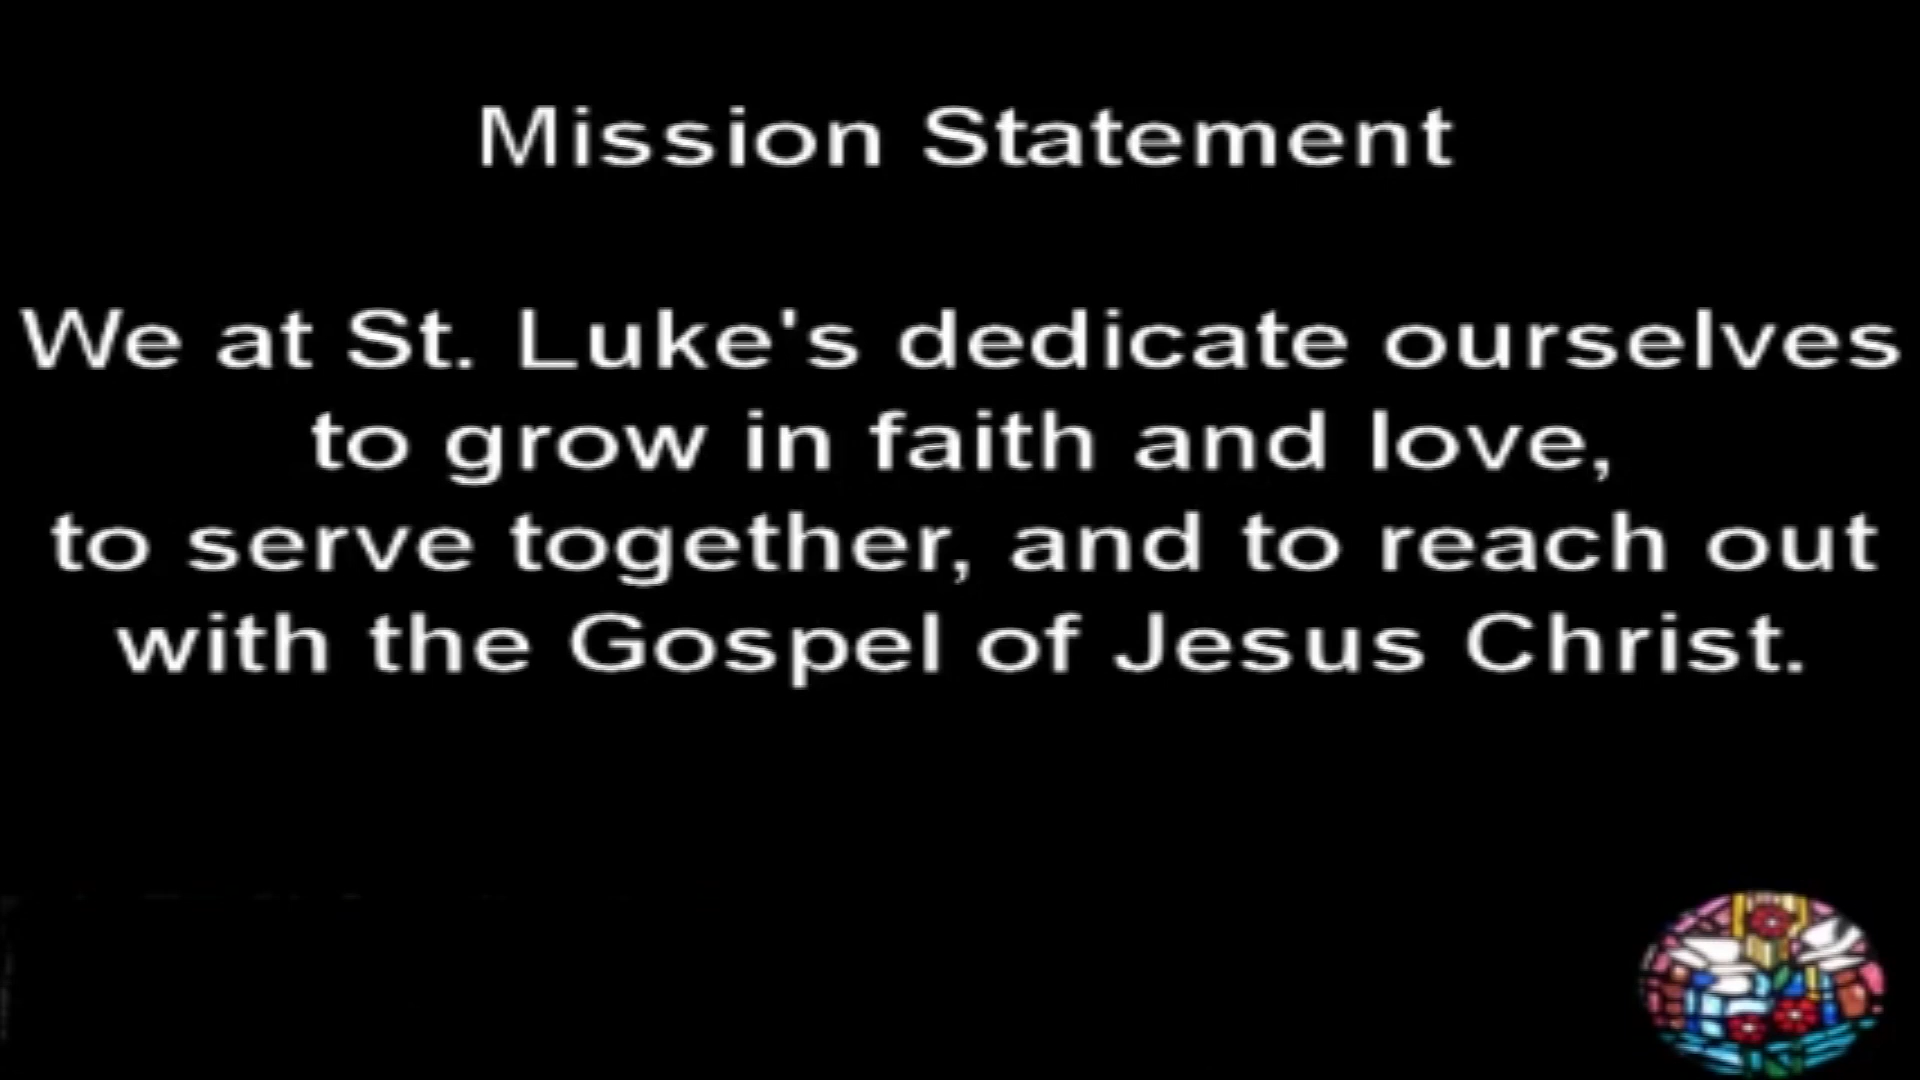 Mission Statement
We at St. Luke's dedicate ourselves
to grow in faith and love,
to serve together, and to reach out
with the Gospel of Jesus Christ.